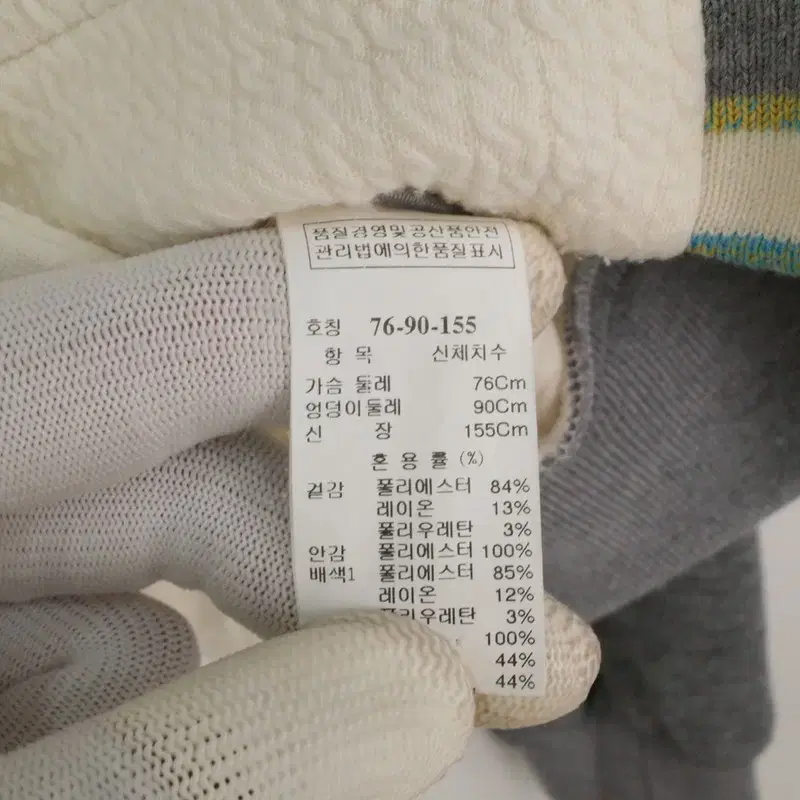 품질경영및공산품안전
관리법에의한품질표시
호칭 76-90-155
항 목 신체치수
가슴 둘레 76Cm
엉덩이둘레 90Cm
신 장 155Cm
혼 용 률 (%)
겉감 폴리에스터 84%
레이온 13%
폴리우레탄 3%
안감 폴리에스터 100%
배색1 폴리에스터 85%
레이온 12%
폴리우레탄 3%
100%
44%
44%